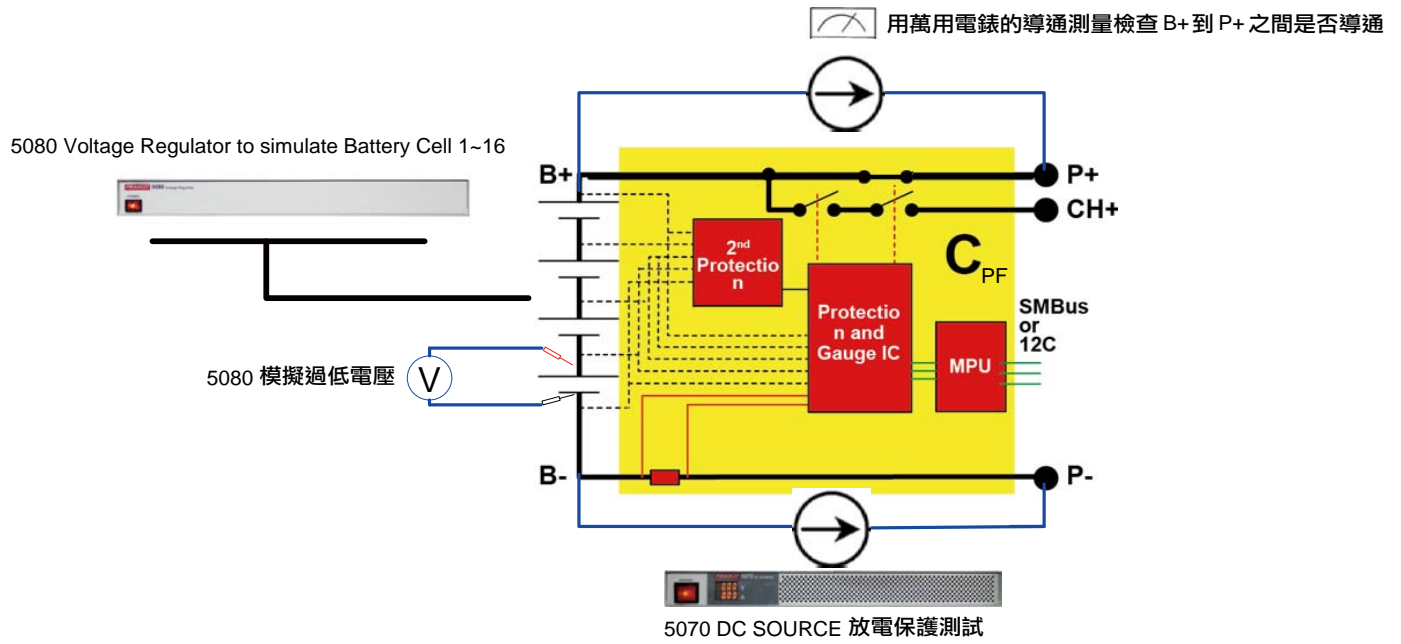 用萬用電錶的導通測量檢查 B+ 到 P+ 之間是否導通
5080 Voltage Regulator to simulate Battery Cell 1~16
B+
P+
CH+
2nd
Protectio
n
C
PF
Protectio
n and
Gauge IC
SMBus
or
12C
MPU
5080 模擬過低電壓
V
B-
P-
5070 DC SOURCE 放電保護測試